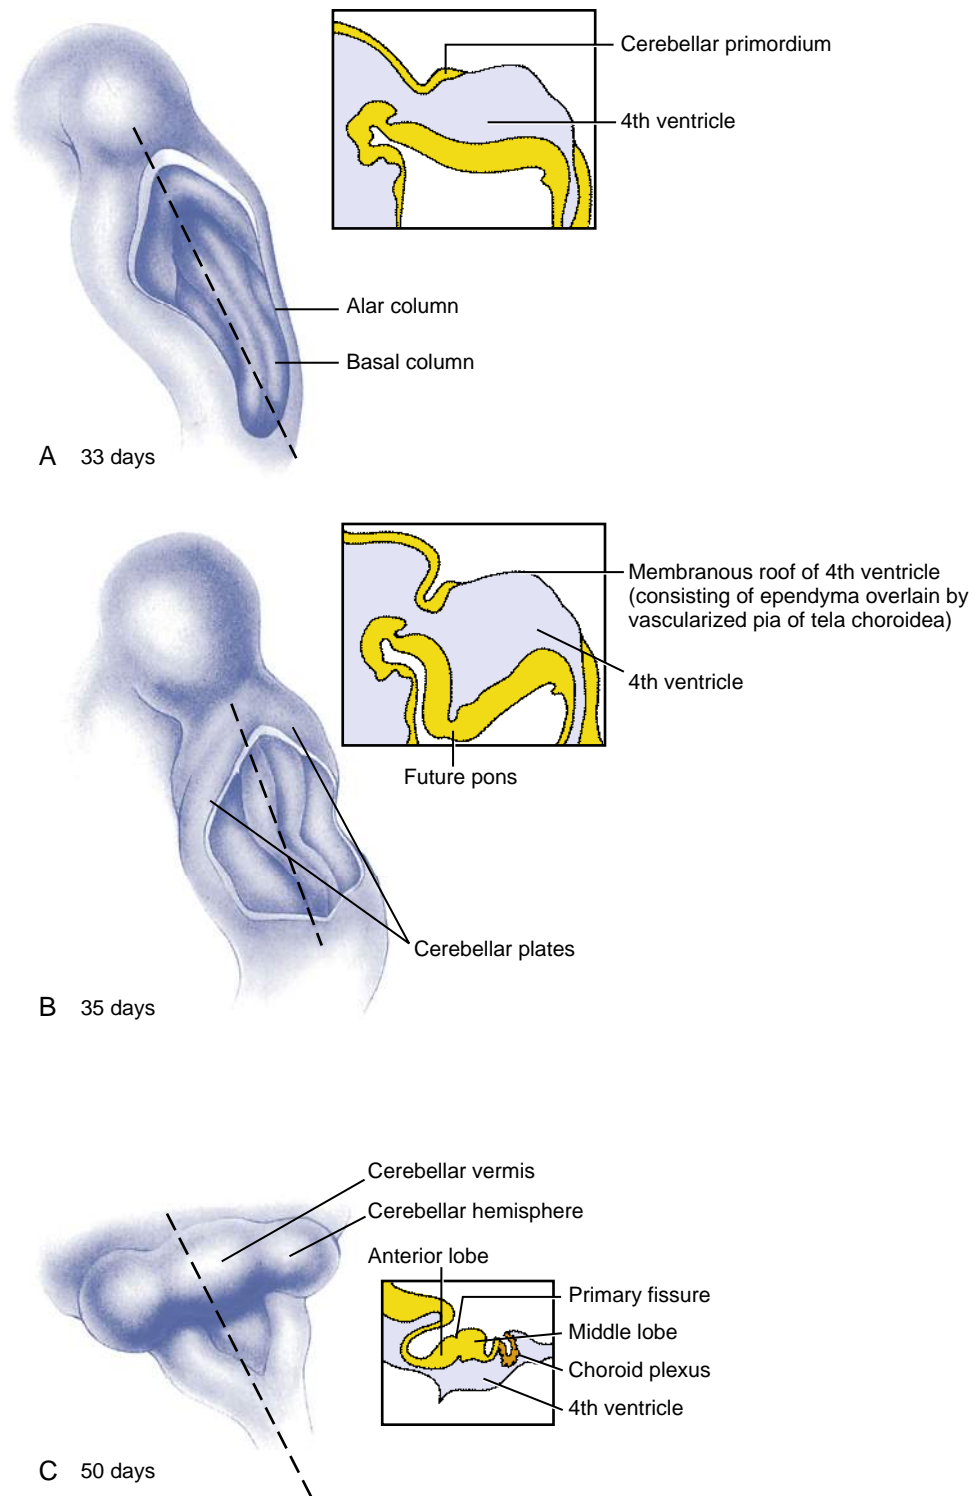 Cerebellar primordium
4th ventricle
Alar column
Basal column
A 33 days
Membranous roof of 4th ventricle
(consisting of ependyma overlain by
vascularized pia of tela choroidea)
4th ventricle
Future pons
Cerebellar plates
B 35 days
Cerebellar vermis
Cerebellar hemisphere
Anterior lobe
Primary fissure
Middle lobe
Choroid plexus
4th ventricle
C 50 days